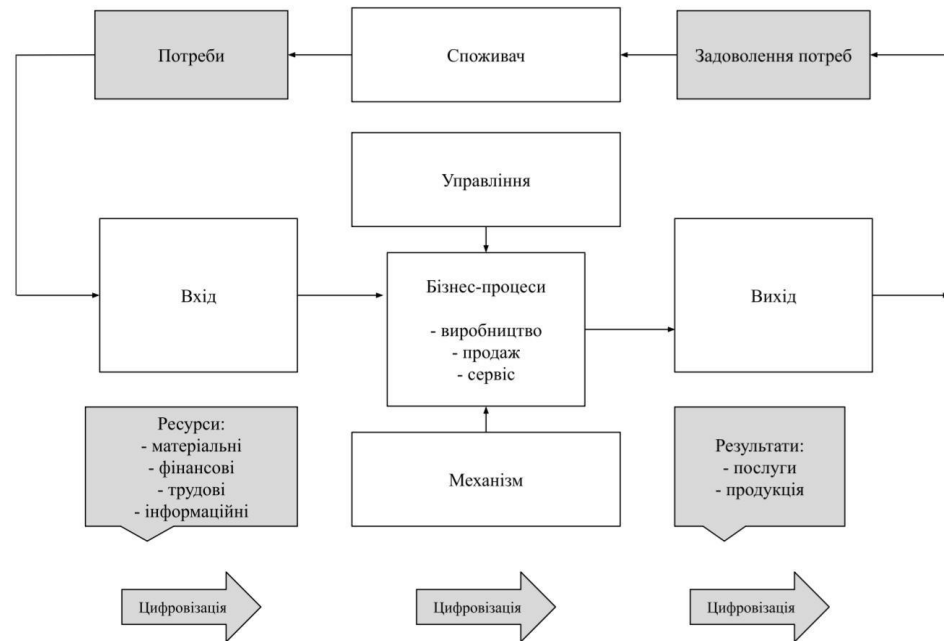 Потреби
Споживач
Задоволення потреб
Управління
Вхід
Бізнес-процеси
- виробництво
- продаж
- сервіс
Вихід
Ресурси:
- матеріальні
- фінансові
- трудові
- інформаційні
Механізм
Результати:
- послуги
- продукція
Цифровізація
Цифровізація
Цифровізація